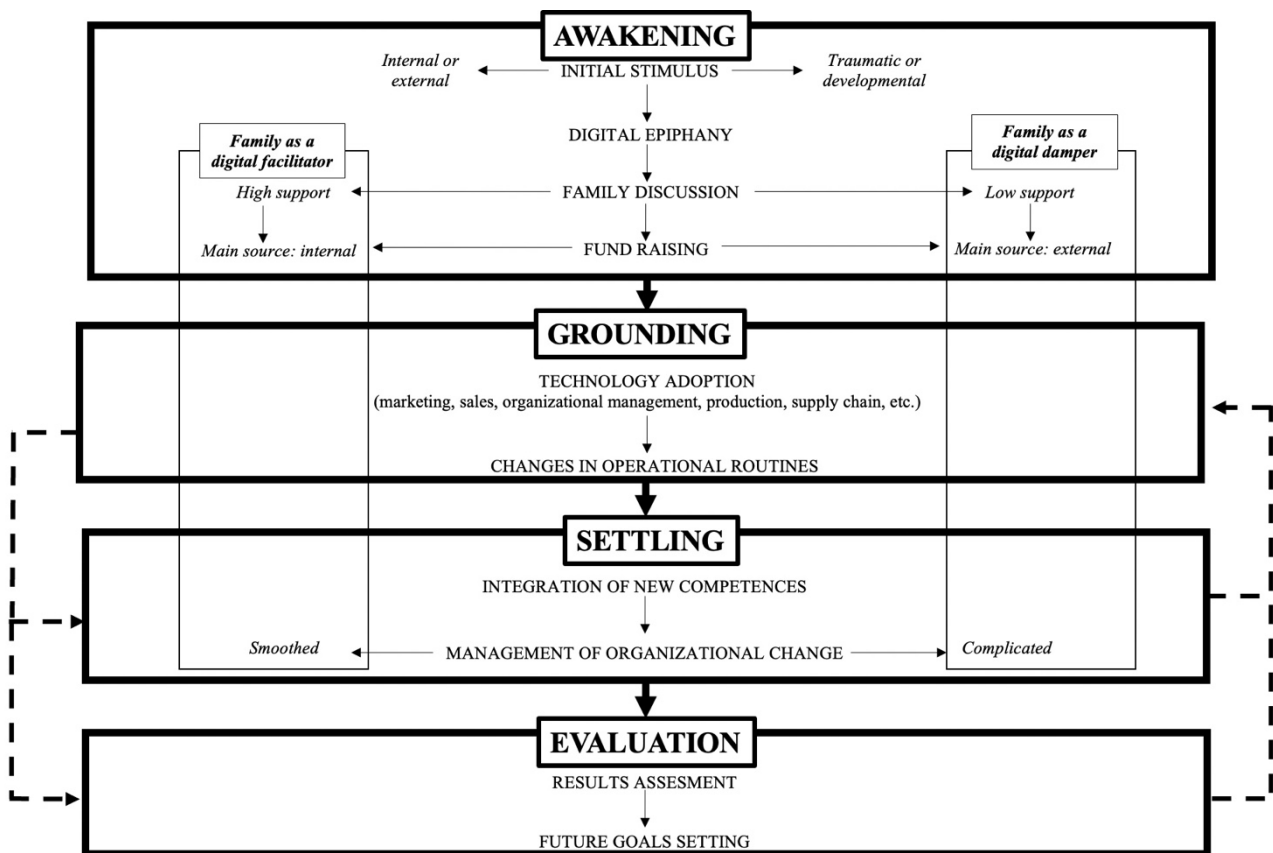 AWAKENING
Internal or
external
INITIAL STIMULUS
Traumatic or
developmental
DIGITAL EPIPHANY
Family as a
digital facilitator
Family as a
digital damper
High support
FAMILY DISCUSSION
Low support
Main source: internal
FUND RAISING
Main source: external
GROUNDING
TECHNOLOGY ADOPTION
(marketing, sales, organizational management, production, supply chain, etc.)
CHANGES IN OPERATIONAL ROUTINES
SETTLING
INTEGRATION OF NEW COMPETENCES
Smoothed
MANAGEMENT OF ORGANIZATIONAL CHANGE
Complicated
EVALUATION
RESULTS ASSESMENT
FUTURE GOALS SETTING